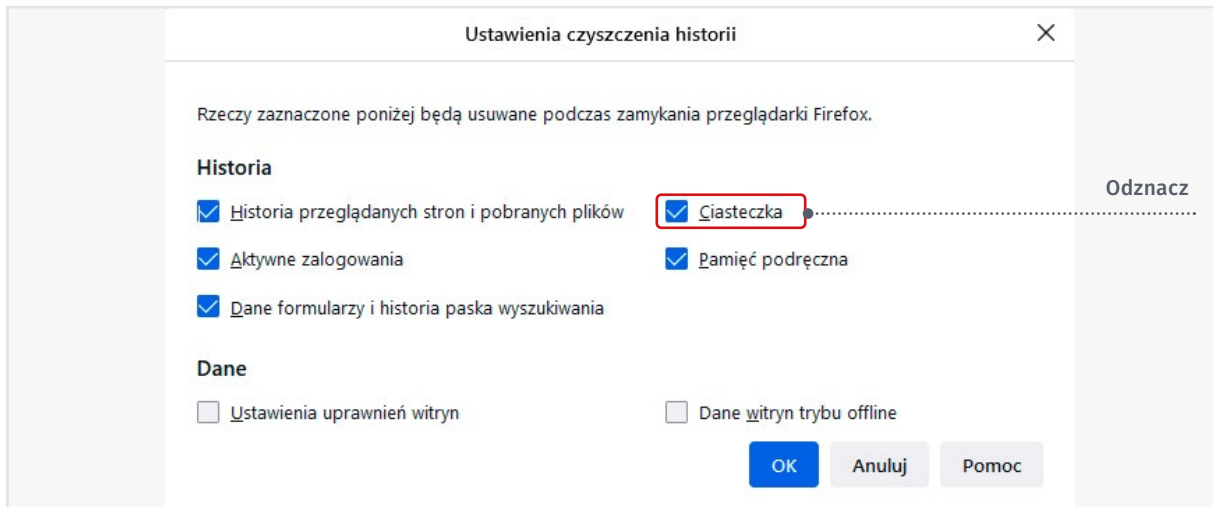 Ustawienia czyszczenia historii
Rzeczy zaznaczone poniżej będą usuwane podczas zamykania przeglądarki Firefox.
Historia
Historia przeglądanych stron i pobranych plików
Ciasteczka
Odznacz
Aktywne zalogowania
Pamięć podręczna
Dane formularzy i historia paska wyszukiwania
Dane
Ustawienia uprawnień witryn
Dane witryn trybu offline
OK
Anuluj
Pomoc